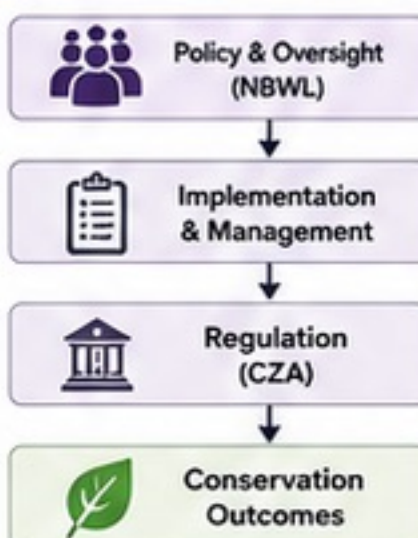 Policy & Oversight
(NBWL)
Implementation
& Management
Regulation
(CZA)
Conservation
Outcomes